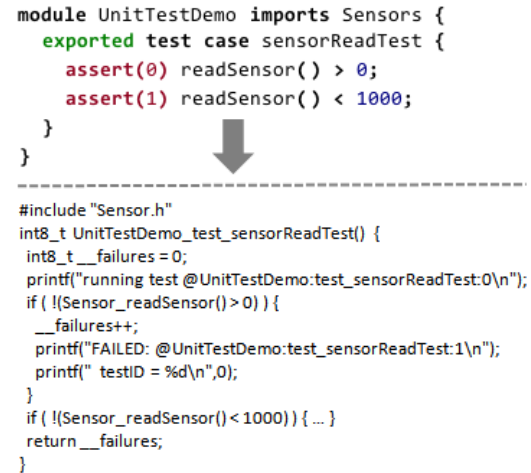 module UnitTestDemo imports Sensors {
  exported test case sensorReadTest {
    assert(0) readSensor() > 0;
    assert(1) readSensor() < 1000;
  }
}
#include "Sensor.h"
int8_t UnitTestDemo_test_sensorReadTest() {
 int8_t __failures = 0;
 printf("running test @UnitTestDemo:test_sensorReadTest:0\n");
 if ( !(Sensor_readSensor() > 0) ) {
  __failures++;
  printf("FAILED: @UnitTestDemo:test_sensorReadTest:1\n");
  printf(" testID = %d\n",0);
 }
 if ( !(Sensor_readSensor() < 1000) ) { ... }
 return __failures;
}